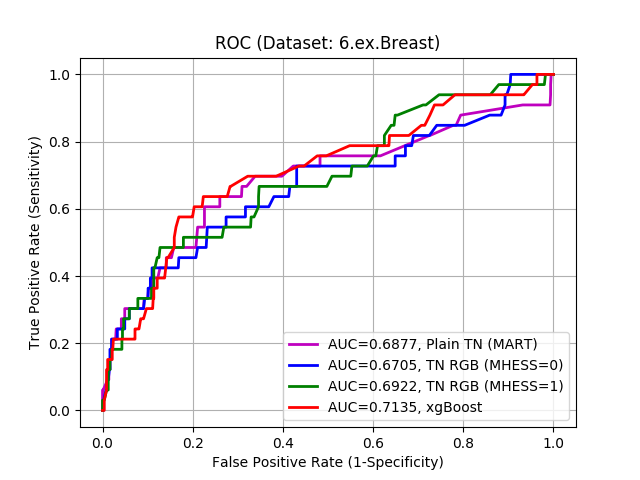 ROC (Dataset: 6.ex.Breast)
True Positive Rate (Sensitivity)
1.0
0.8
0.6
0.4
0.2
0.0
AUC=0.6877, Plain TN (MART)
AUC=0.6705, TN RGB (MHESS=0)
AUC=0.6922, TN RGB (MHESS=1)
AUC=0.7135, xgBoost
0.0 0.2 0.4 0.6 0.8 1.0
False Positive Rate (1-Specificity)